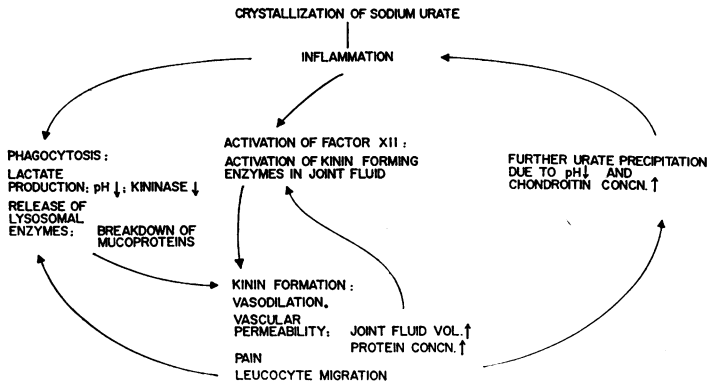 CRYSTALLIZATION OF SODIUM URATE
INFLAMMATION
PHAGOCYTOSIS:
LACTATE
PRODUCTION: pH↓: KININASE↓
RELEASE OF
LYSOSOMAL
ENZYMES: BREAKDOWN OF
MUCOPROTEINS
ACTIVATION OF FACTOR XII:
ACTIVATION OF KININ FORMING
ENZYMES IN JOINT FLUID
FURTHER URATE PRECIPITATION
DUE TO pH↓ AND
CHONDROITIN CONCN.↑
KININ FORMATION:
VASODILATION.
VASCULAR
PERMEABILITY: JOINT FLUID VOL.↑
PROTEIN CONCN.↑
PAIN
LEUCOCYTE MIGRATION